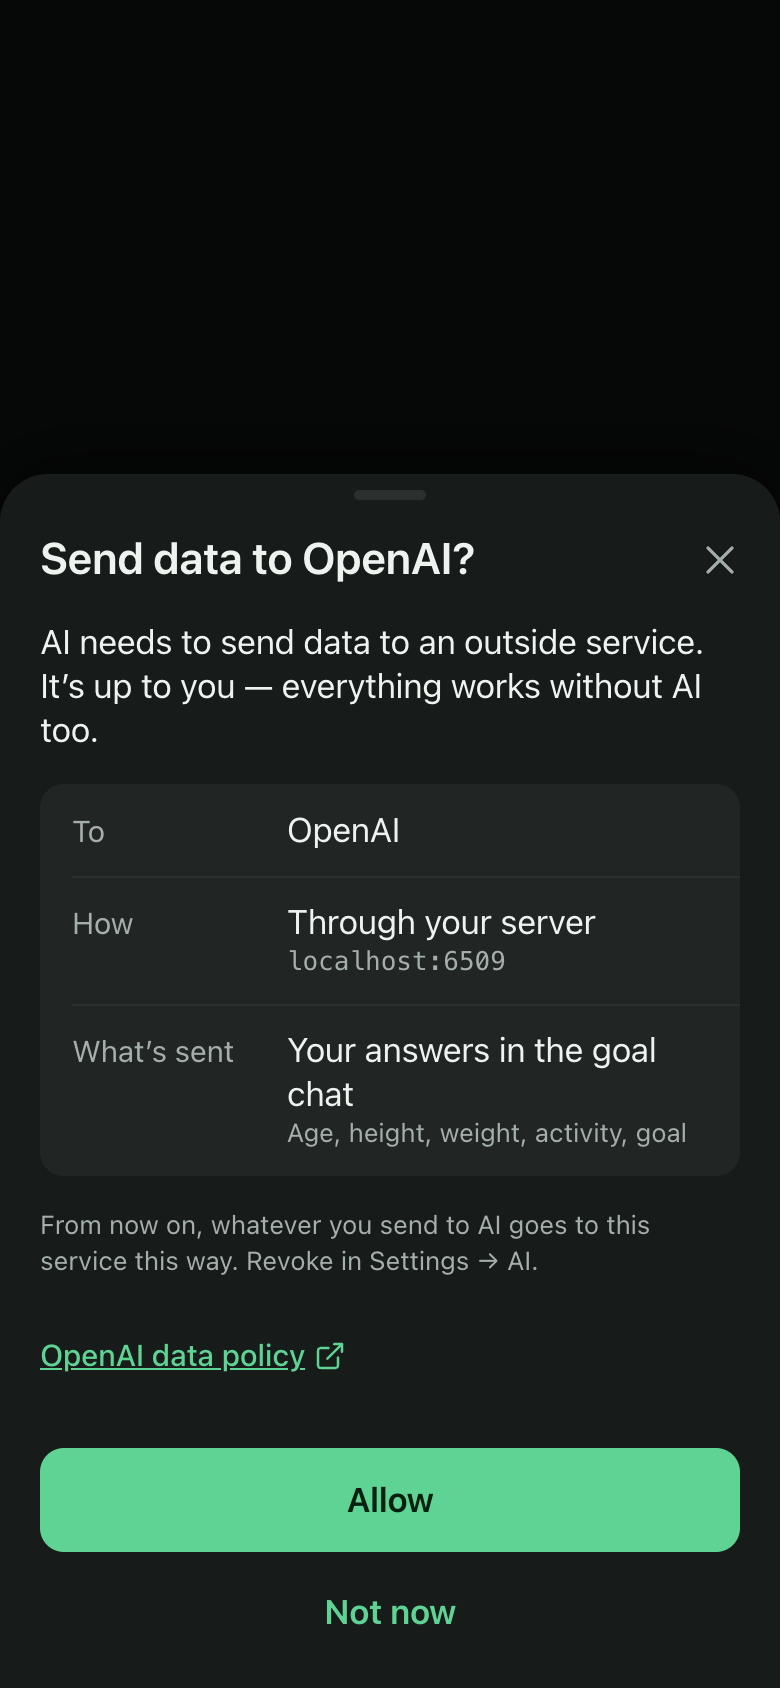 Send data to OpenAI?
AI needs to send data to an outside service.
It’s up to you — everything works without AI
too.
To
OpenAI
How
Through your server
localhost:6509
What’s sent
Your answers in the goal
chat
Age, height, weight, activity, goal
From now on, whatever you send to AI goes to this
service this way. Revoke in Settings → AI.
OpenAI data policy
Allow
Not now